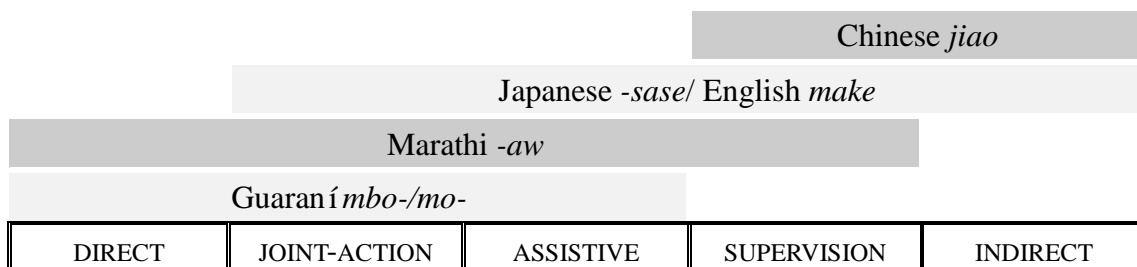 Chinese jiao
Japanese -sase/ English make
Marathi -aw
Guaraní mbo-/mo-
DIRECT JOINT-ACTION ASSISTIVE SUPERVISION INDIRECT